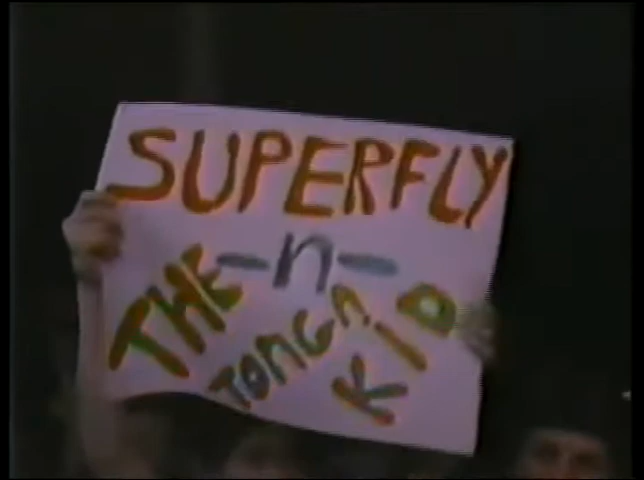 SUPERFLY
-n-
THE TONGA KID